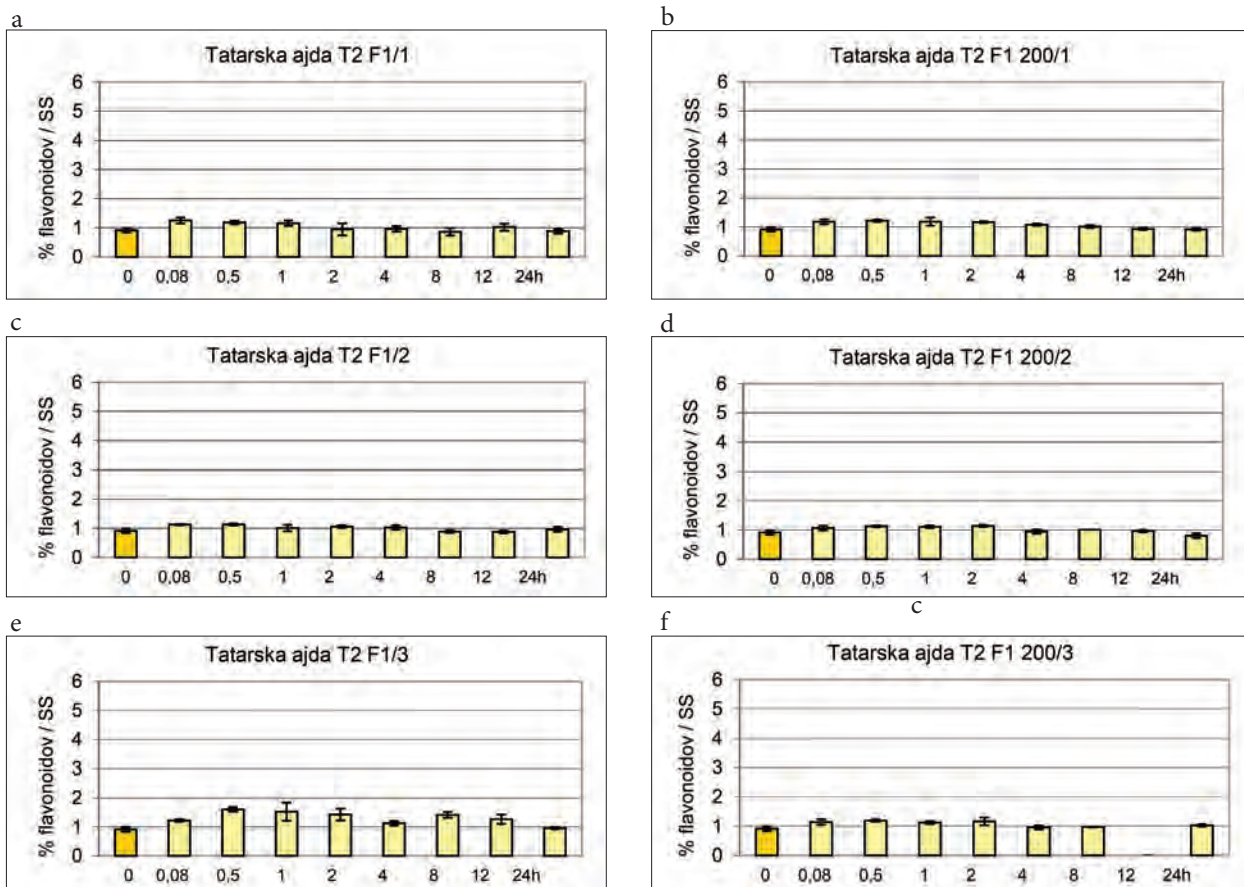 a
Tatarska ajda T2 F1/1
% flavonoidov / SS
6
5
4
3
2
1
0
0 0,08 0,5 1 2 4 8 12 24h
b
Tatarska ajda T2 F1 200/1
% flavonoidov / SS
6
5
4
3
2
1
0
0 0,08 0,5 1 2 4 8 12 24h
c
Tatarska ajda T2 F1/2
% flavonoidov / SS
6
5
4
3
2
1
0
0 0,08 0,5 1 2 4 8 12 24h
d
Tatarska ajda T2 F1 200/2
% flavonoidov / SS
6
5
4
3
2
1
0
0 0,08 0,5 1 2 4 8 12 24h
c
e
Tatarska ajda T2 F1/3
% flavonoidov / SS
6
5
4
3
2
1
0
0 0,08 0,5 1 2 4 8 12 24h
f
Tatarska ajda T2 F1 200/3
% flavonoidov / SS
6
5
4
3
2
1
0
0 0,08 0,5 1 2 4 8 12 24h